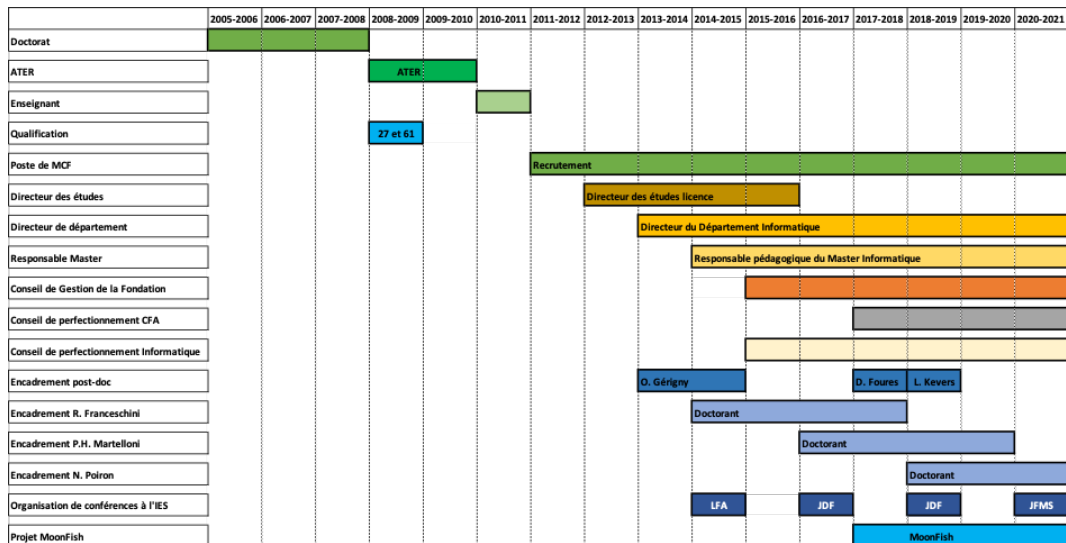 2005-2006 2006-2007 2007-2008 2008-2009 2009-2010 2010-2011 2011-2012 2012-2013 2013-2014 2014-2015 2015-2016 2016-2017 2017-2018 2018-2019 2019-2020 2020-2021
Doctorat
ATER ATER
Enseignant
Qualification 27 et 61
Poste de MCF Recrutement
Directeur des études Directeur des études licence
Directeur de département Directeur du Département Informatique
Responsable Master Responsable pédagogique du Master Informatique
Conseil de Gestion de la Fondation
Conseil de perfectionnement CFA
Conseil de perfectionnement Informatique
Encadrement post-doc O. Gérigny D. Foures L. Kevers
Encadrement R. Franceschini Doctorant
Encadrement P.H. Martelloni Doctorant
Encadrement N. Poiron Doctorant
Organisation de conférences à l'IES LFA JDF JDF JFMS
Projet MoonFish MoonFish